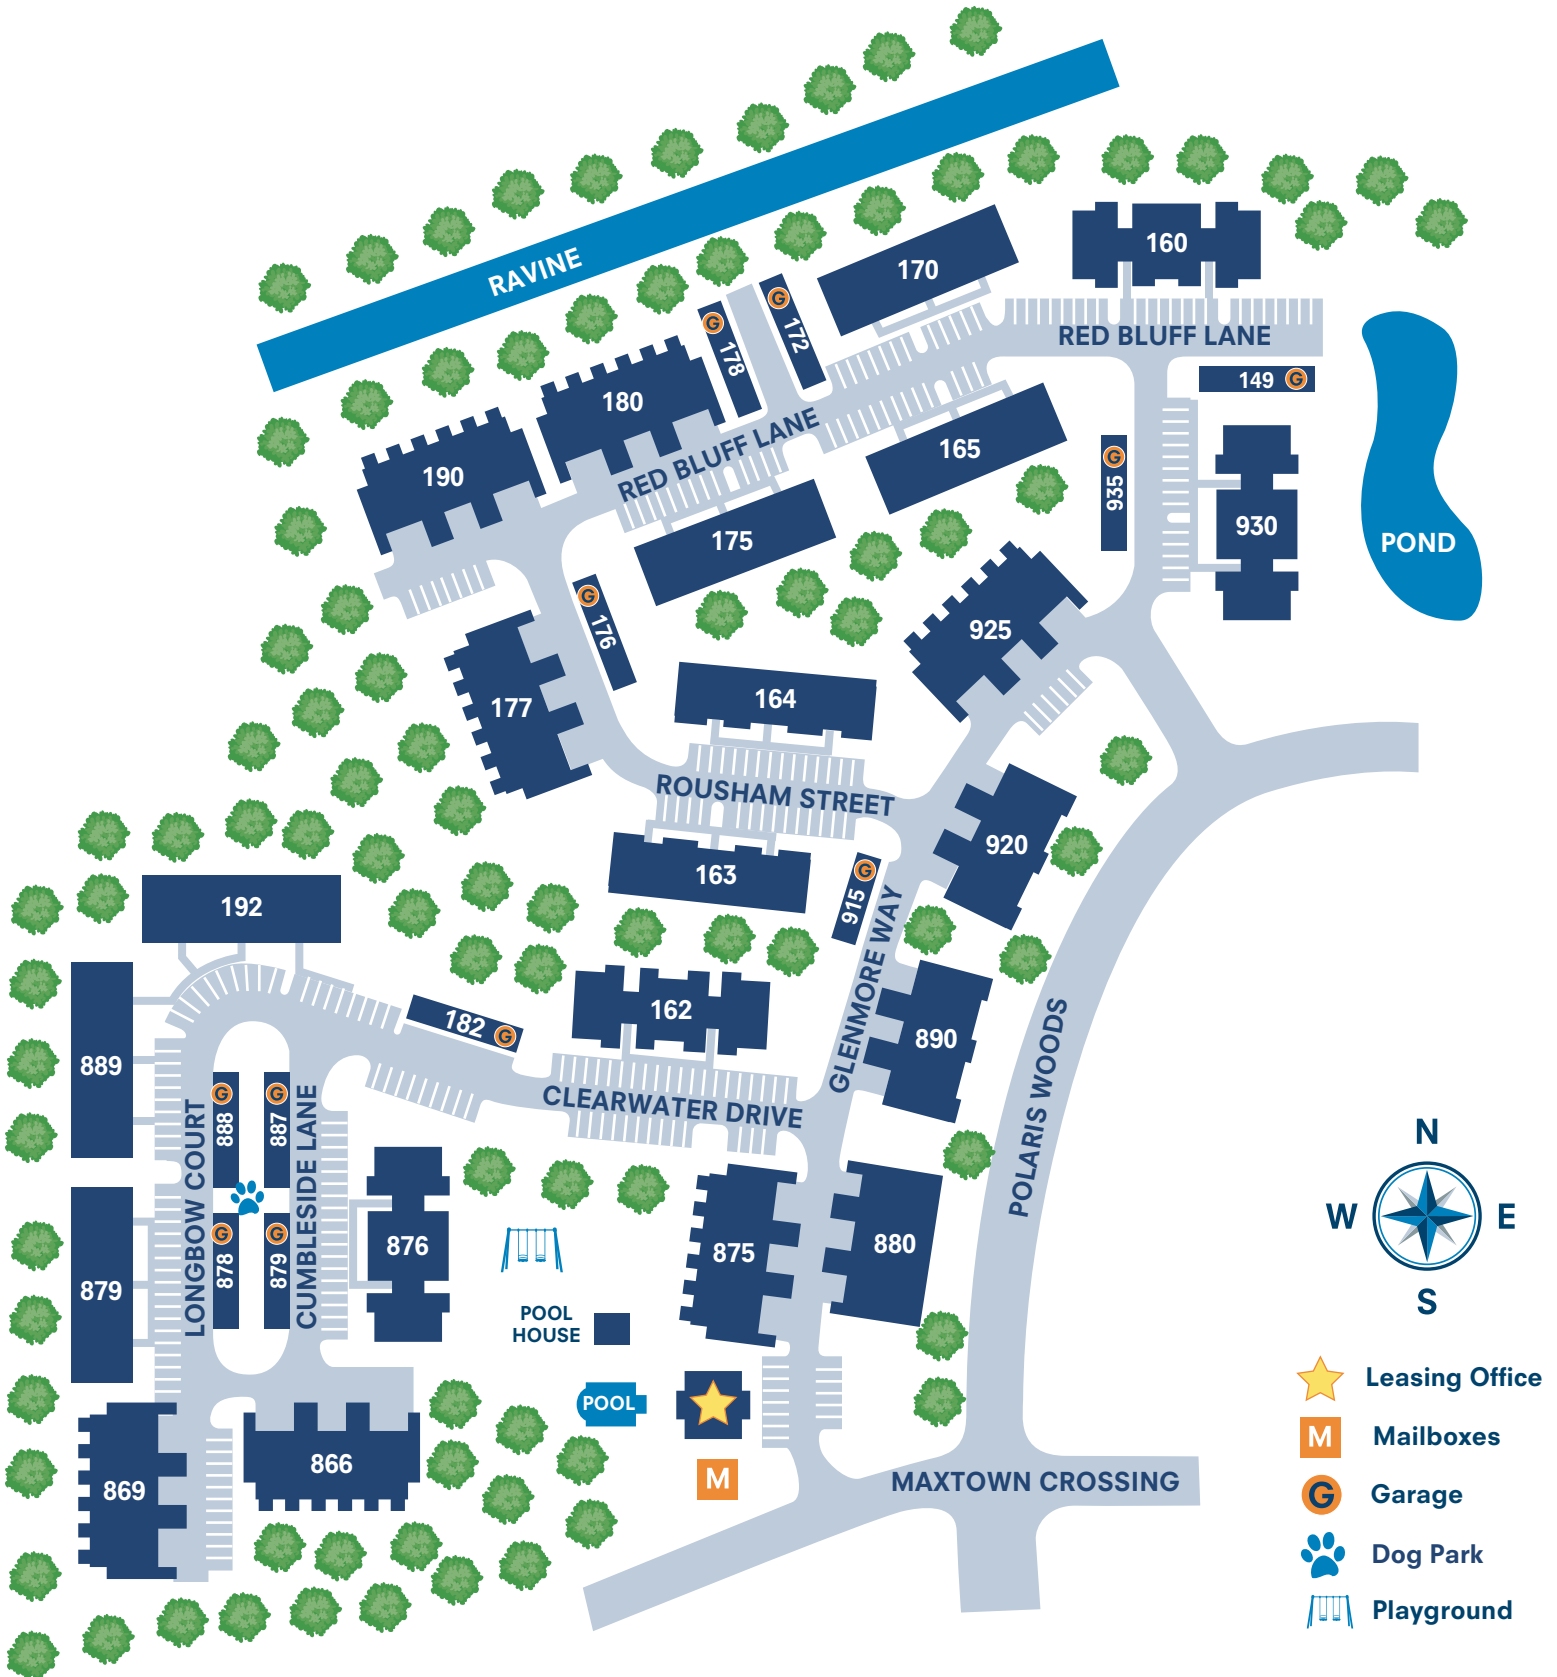 RAVINE
160
170
G
172
G
178
RED BLUFF LANE
149 G
180
RED BLUFF LANE
190
165
G
935
930
POND
175
G
176
925
177
164
ROUSHAM STREET
920
163
G
915
192
GLENMORE WAY
162
182 G
890
889
CLEARWATER DRIVE
POLARIS WOODS
G
888
G
887
LONGBOW COURT
CUMBLESIDE LANE
G
878
G
879
876
879
875
880
POOL
HOUSE
POOL
M
866
869
MAXTOWN CROSSING
N
W
E
S
Leasing Office
M Mailboxes
G Garage
Dog Park
Playground